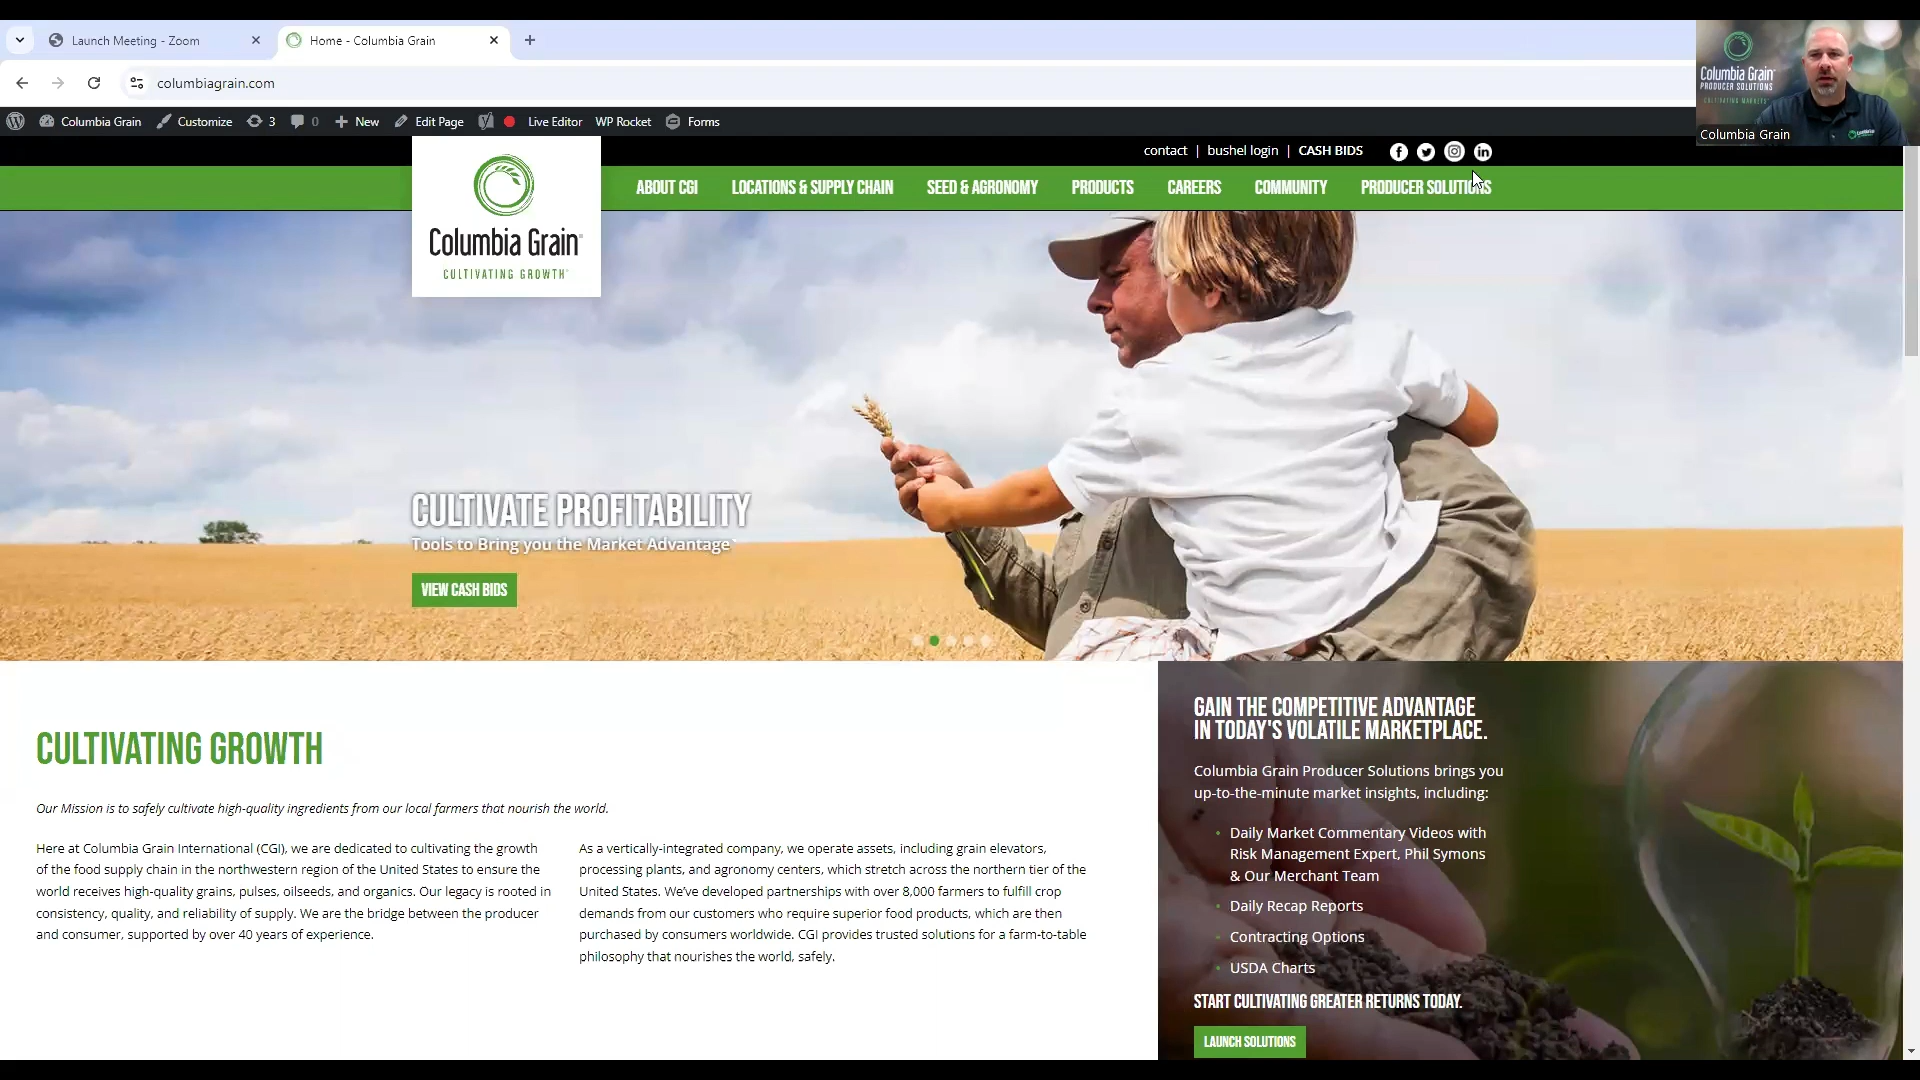 Launch Meeting - Zoom
Home - Columbia Grain
columbiagrain.com
Columbia Grain
Customize
3
0
New
Edit Page
Live Editor
WP Rocket
Forms
Columbia Grain
PRODUCER SOLUTIONS
CULTIVATING MARKETS
Columbia Grain
contact | bushel login | CASH BIDS
ABOUT CGI
LOCATIONS & SUPPLY CHAIN
SEED & AGRONOMY
PRODUCTS
CAREERS
COMMUNITY
PRODUCER SOLUTIONS
Columbia Grain
CULTIVATING GROWTH
CULTIVATE PROFITABILITY
Tools to Bring you the Market Advantage
VIEW CASH BIDS
CULTIVATING GROWTH
Our Mission is to safely cultivate high-quality ingredients from our local farmers that nourish the world.
Here at Columbia Grain International (CGI), we are dedicated to cultivating the growth
of the food supply chain in the northwestern region of the United States to ensure the
world receives high-quality grains, pulses, oilseeds, and organics. Our legacy is rooted in
consistency, quality, and reliability of supply. We are the bridge between the producer
and consumer, supported by over 40 years of experience.
As a vertically-integrated company, we operate assets, including grain elevators,
processing plants, and agronomy centers, which stretch across the northern tier of the
United States. We've developed partnerships with over 8,000 farmers to fulfill crop
demands from our customers who require superior food products, which are then
purchased by consumers worldwide. CGI provides trusted solutions for a farm-to-table
philosophy that nourishes the world, safely.
GAIN THE COMPETITIVE ADVANTAGE
IN TODAY'S VOLATILE MARKETPLACE.
Columbia Grain Producer Solutions brings you
up-to-the-minute market insights, including:
• Daily Market Commentary Videos with
Risk Management Expert, Phil Symons
& Our Merchant Team
• Daily Recap Reports
• Contracting Options
• USDA Charts
START CULTIVATING GREATER RETURNS TODAY.
LAUNCH SOLUTIONS